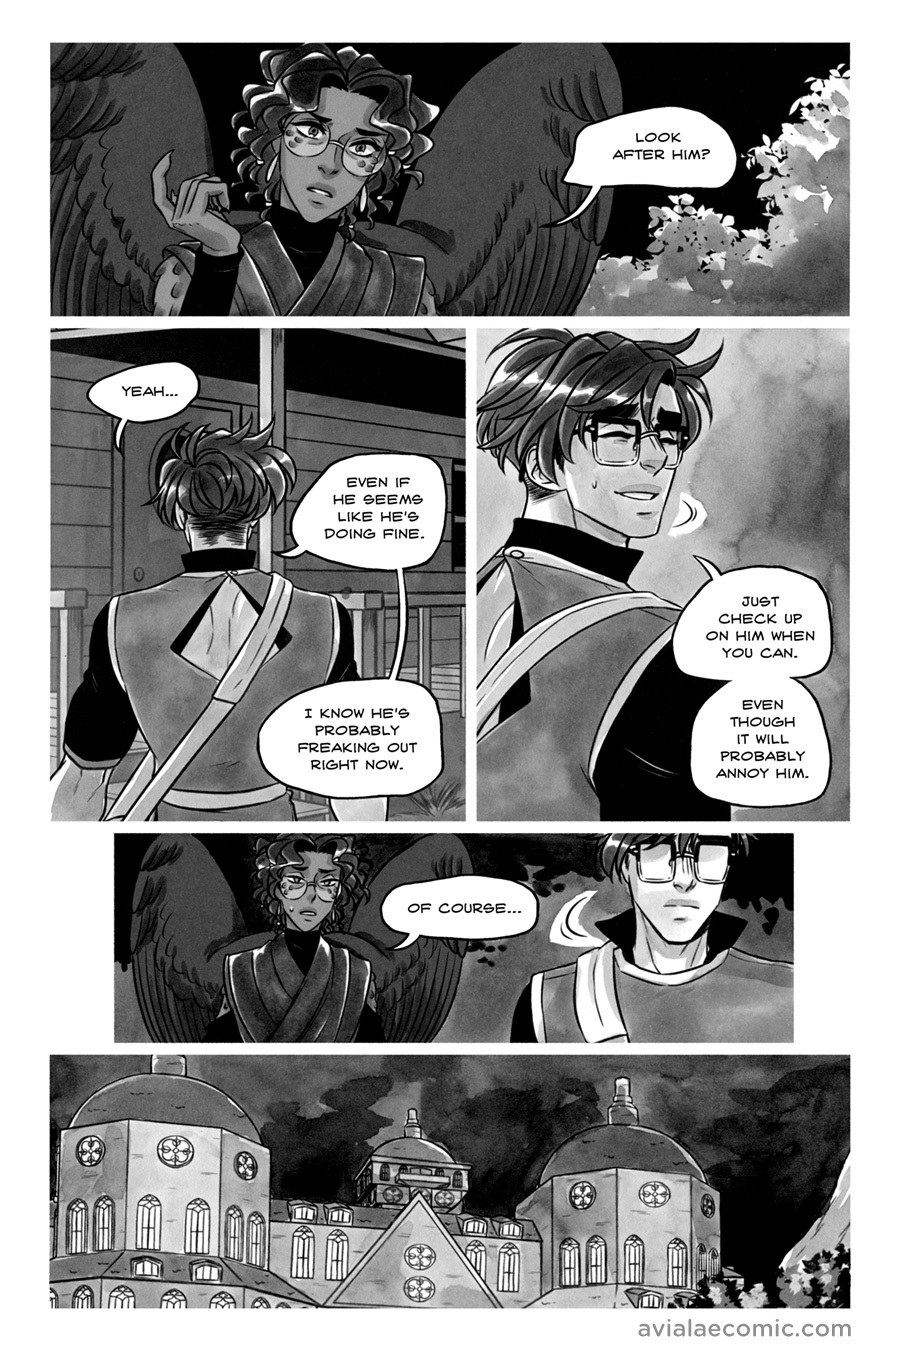 LOOK
AFTER HIM?
YEAH...
EVEN IF
HE SEEMS
LIKE HE'S
DOING FINE.
I KNOW HE'S
PROBABLY
FREAKING OUT
RIGHT NOW.
JUST
CHECK UP
ON HIM WHEN
YOU CAN.
EVEN
THOUGH
IT WILL
PROBABLY
ANNOY HIM.
OF COURSE...
avialaecomic.com